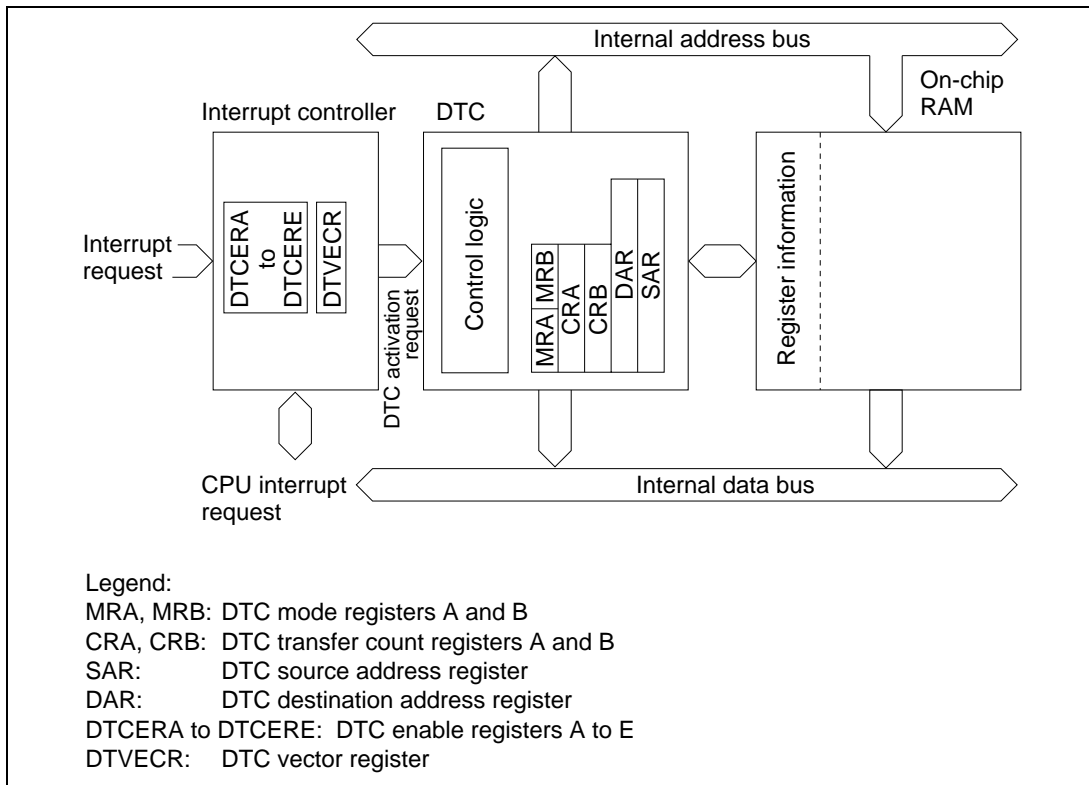 Internal address bus
On-chip
RAM
Interrupt controller
DTC
Interrupt
request
DTCERA
to
DTCERE
DTVECR
DTC activation
request
Control logic
MRA
MRB
CRA
CRB
DAR
SAR
Register information
CPU interrupt
request
Internal data bus
Legend:
MRA, MRB: DTC mode registers A and B
CRA, CRB: DTC transfer count registers A and B
SAR: DTC source address register
DAR: DTC destination address register
DTCERA to DTCERE: DTC enable registers A to E
DTVECR: DTC vector register